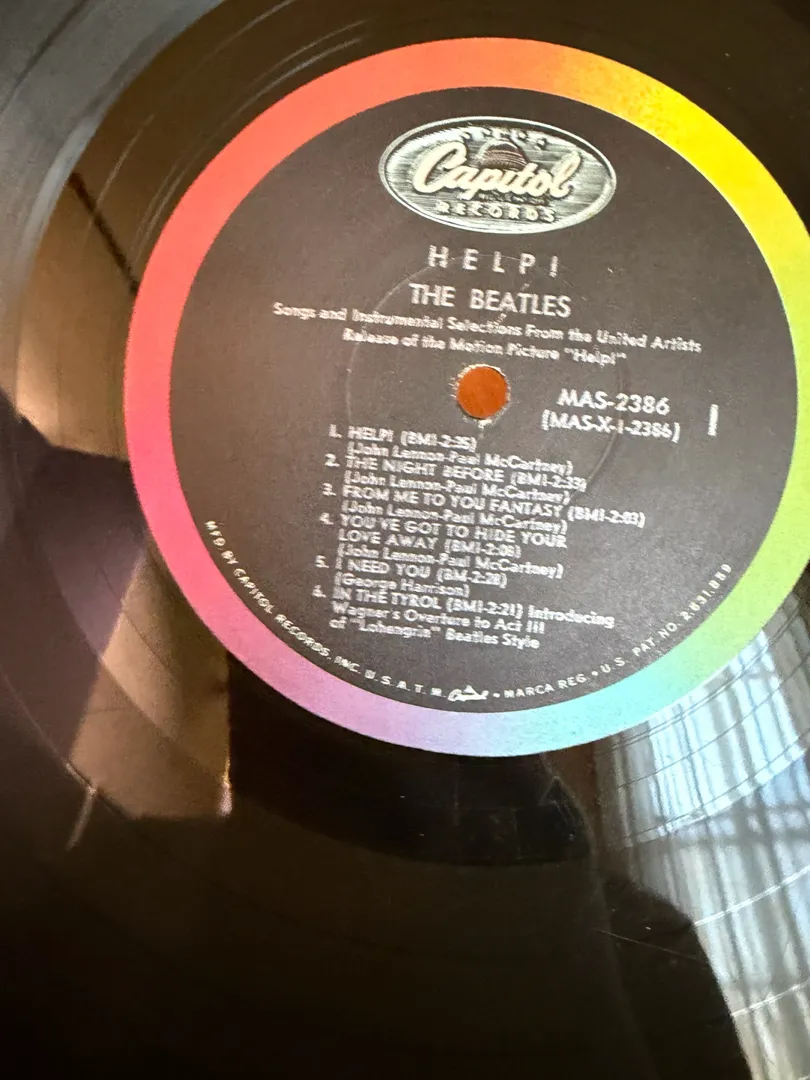 Capitol
RECORDS
HELP!
THE BEATLES
Songs and Instrumental Selections From the United Artists
Release of the Motion Picture "Help!"
MAS-2386
(MAS-X-1-2386)
1
1. HELP! (BMI-2:35)
(John Lennon-Paul McCartney)
2. THE NIGHT BEFORE (BMI-2:33)
(John Lennon-Paul McCartney)
3. FROM ME TO YOU FANTASY (BMI-2:03)
(John Lennon-Paul McCartney)
4. YOU'VE GOT TO HIDE YOUR
LOVE AWAY (BMI-2:08)
(John Lennon-Paul McCartney)
5. I NEED YOU (BM-2:28)
(George Harrison)
6. IN THE TYROL (BMI-2:21) Introducing
Wagner's Overture to Act III
of "Lohengrin" Beatles Style
MFD. BY CAPITOL RECORDS, INC. U.S.A. T.M. Capitol • MARCA REG. • U.S. PAT. NO. 2,631,859